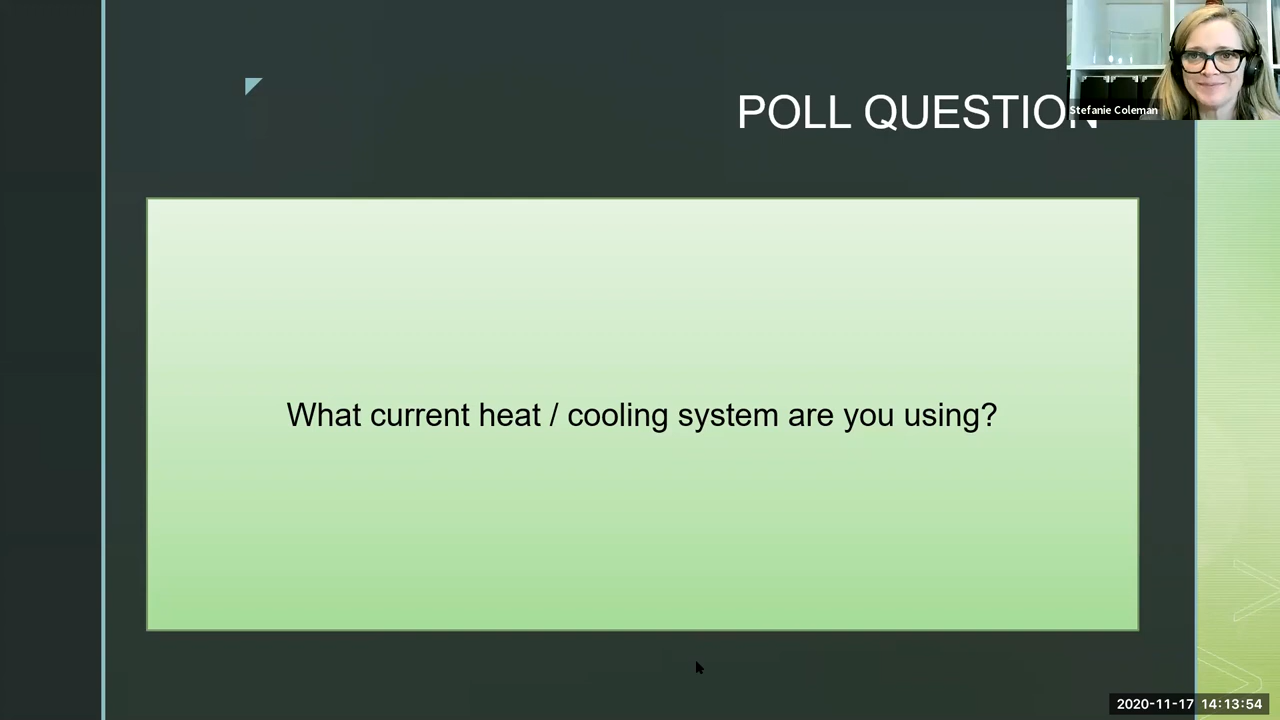 POLL QUESTION
Stefanie Coleman
What current heat / cooling system are you using?
2020-11-17 14:13:54